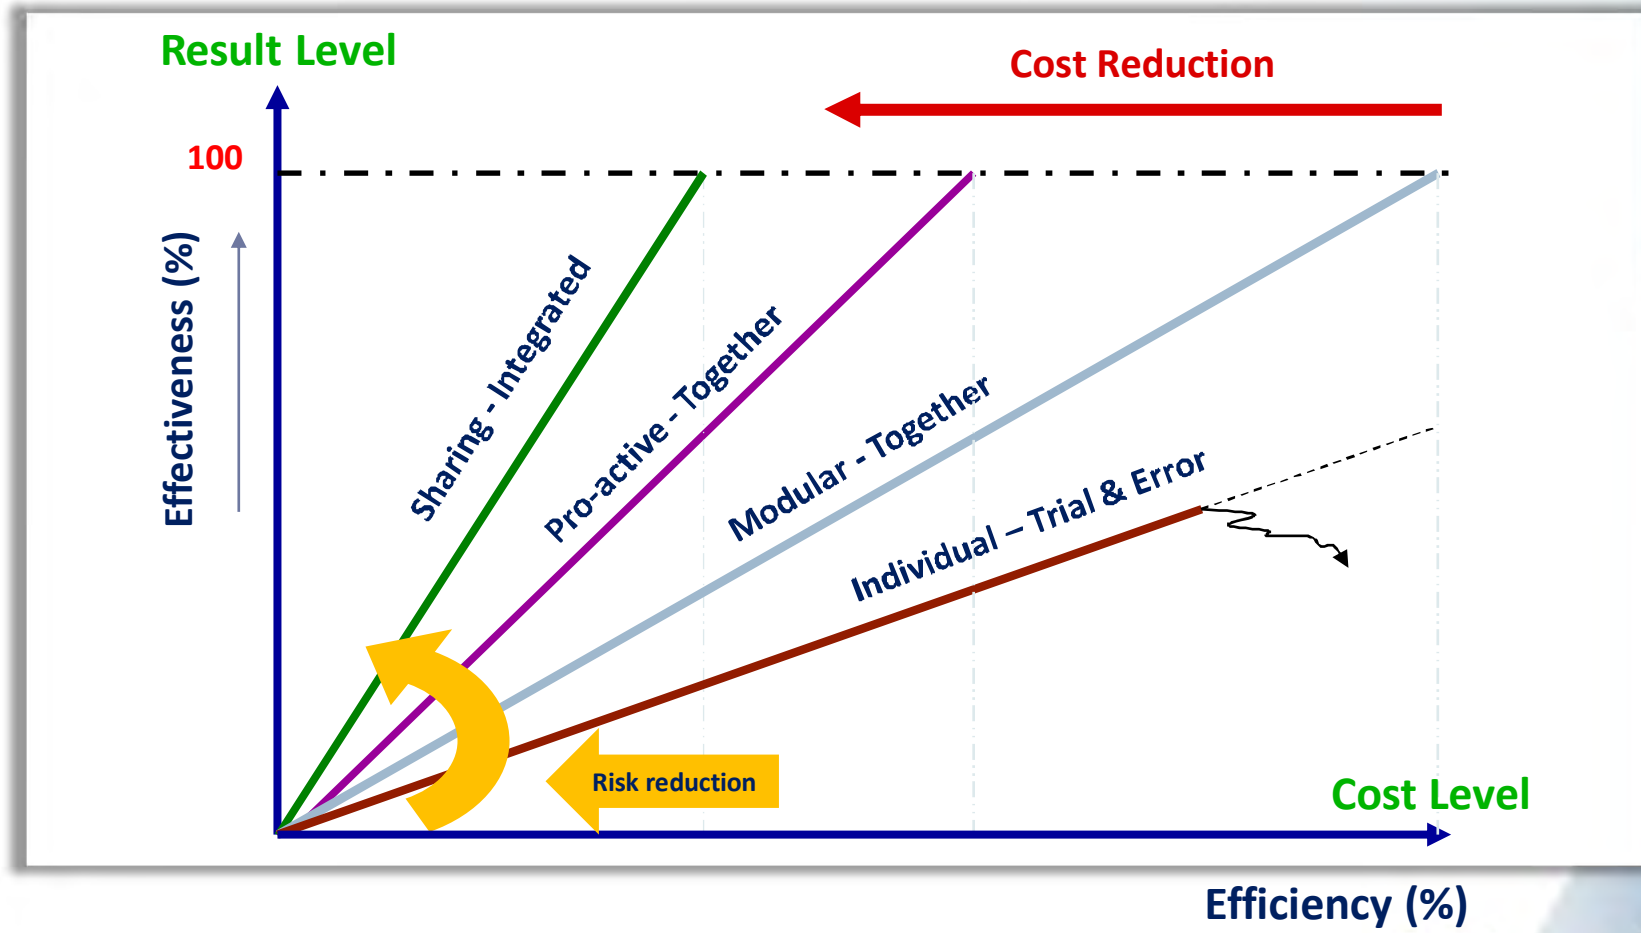 Result Level
Cost Reduction
100
Effectiveness (%)
Sharing - Integrated
Pro-active - Together
Modular - Together
Individual – Trial & Error
Risk reduction
Cost Level
Efficiency (%)